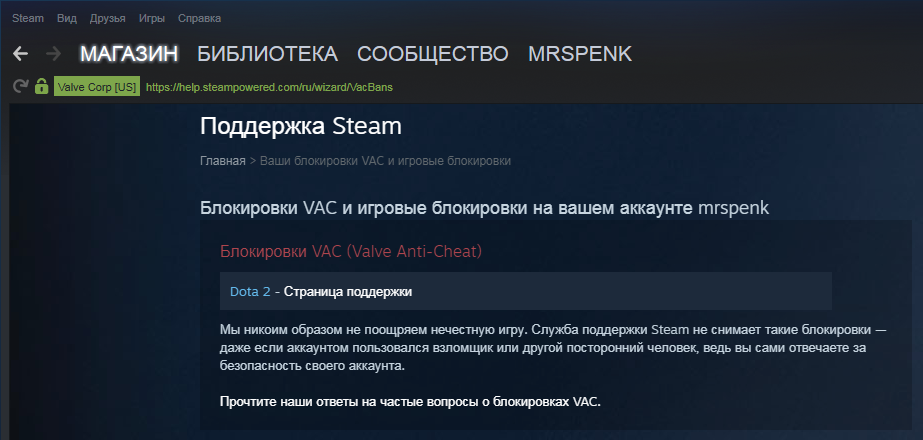 Steam Вид Друзья Игры Справка
МАГАЗИН БИБЛИОТЕКА СООБЩЕСТВО MRSPENK
Valve Corp [US] https://help.steampowered.com/ru/wizard/VacBans
Поддержка Steam
Главная > Ваши блокировки VAC и игровые блокировки
Блокировки VAC и игровые блокировки на вашем аккаунте mrspenk
Блокировки VAC (Valve Anti-Cheat)
Dota 2 - Страница поддержки
Мы никоим образом не поощряем нечестную игру. Служба поддержки Steam не снимает такие блокировки —
даже если аккаунтом пользовался взломщик или другой посторонний человек, ведь вы сами отвечаете за
безопасность своего аккаунта.
Прочтите наши ответы на частые вопросы о блокировках VAC.